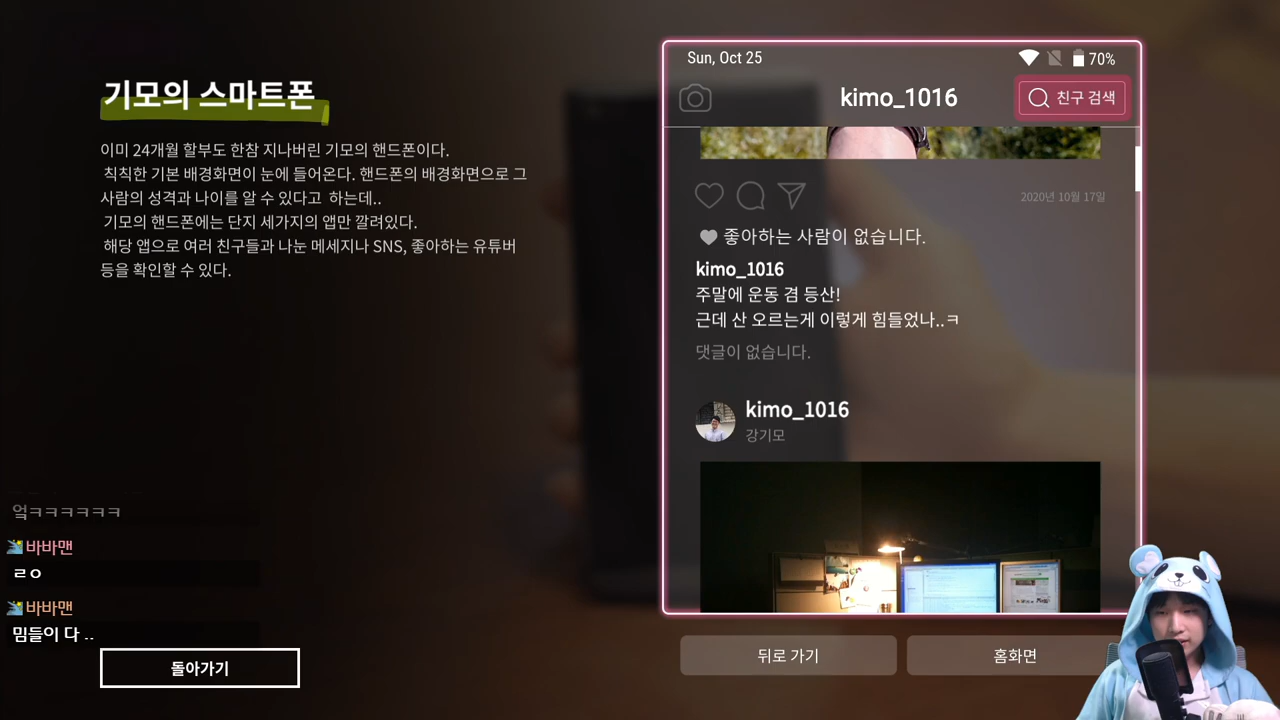 기모의 스마트폰
이미 24개월 할부도 한참 지나버린 기모의 핸드폰이다.
칙칙한 기본 배경화면이 눈에 들어온다. 핸드폰의 배경화면으로 그
사람의 성격과 나이를 알 수 있다고 하는데..
기모의 핸드폰에는 단지 세가지의 앱만 깔려있다.
해당 앱으로 여러 친구들과 나눈 메세지나 SNS, 좋아하는 유튜버
등을 확인할 수 있다.
엌ㅋㅋㅋㅋㅋㅋ
바바맨
ㄹㅇ
바바맨
밈들이 다 ..
돌아가기
Sun, Oct 25
70%
kimo_1016
친구 검색
2020년 10월 17일
좋아하는 사람이 없습니다.
kimo_1016
주말에 운동 겸 등산!
근데 산 오르는게 이렇게 힘들었나..ㅋ
댓글이 없습니다.
kimo_1016
강기모
뒤로 가기
홈화면